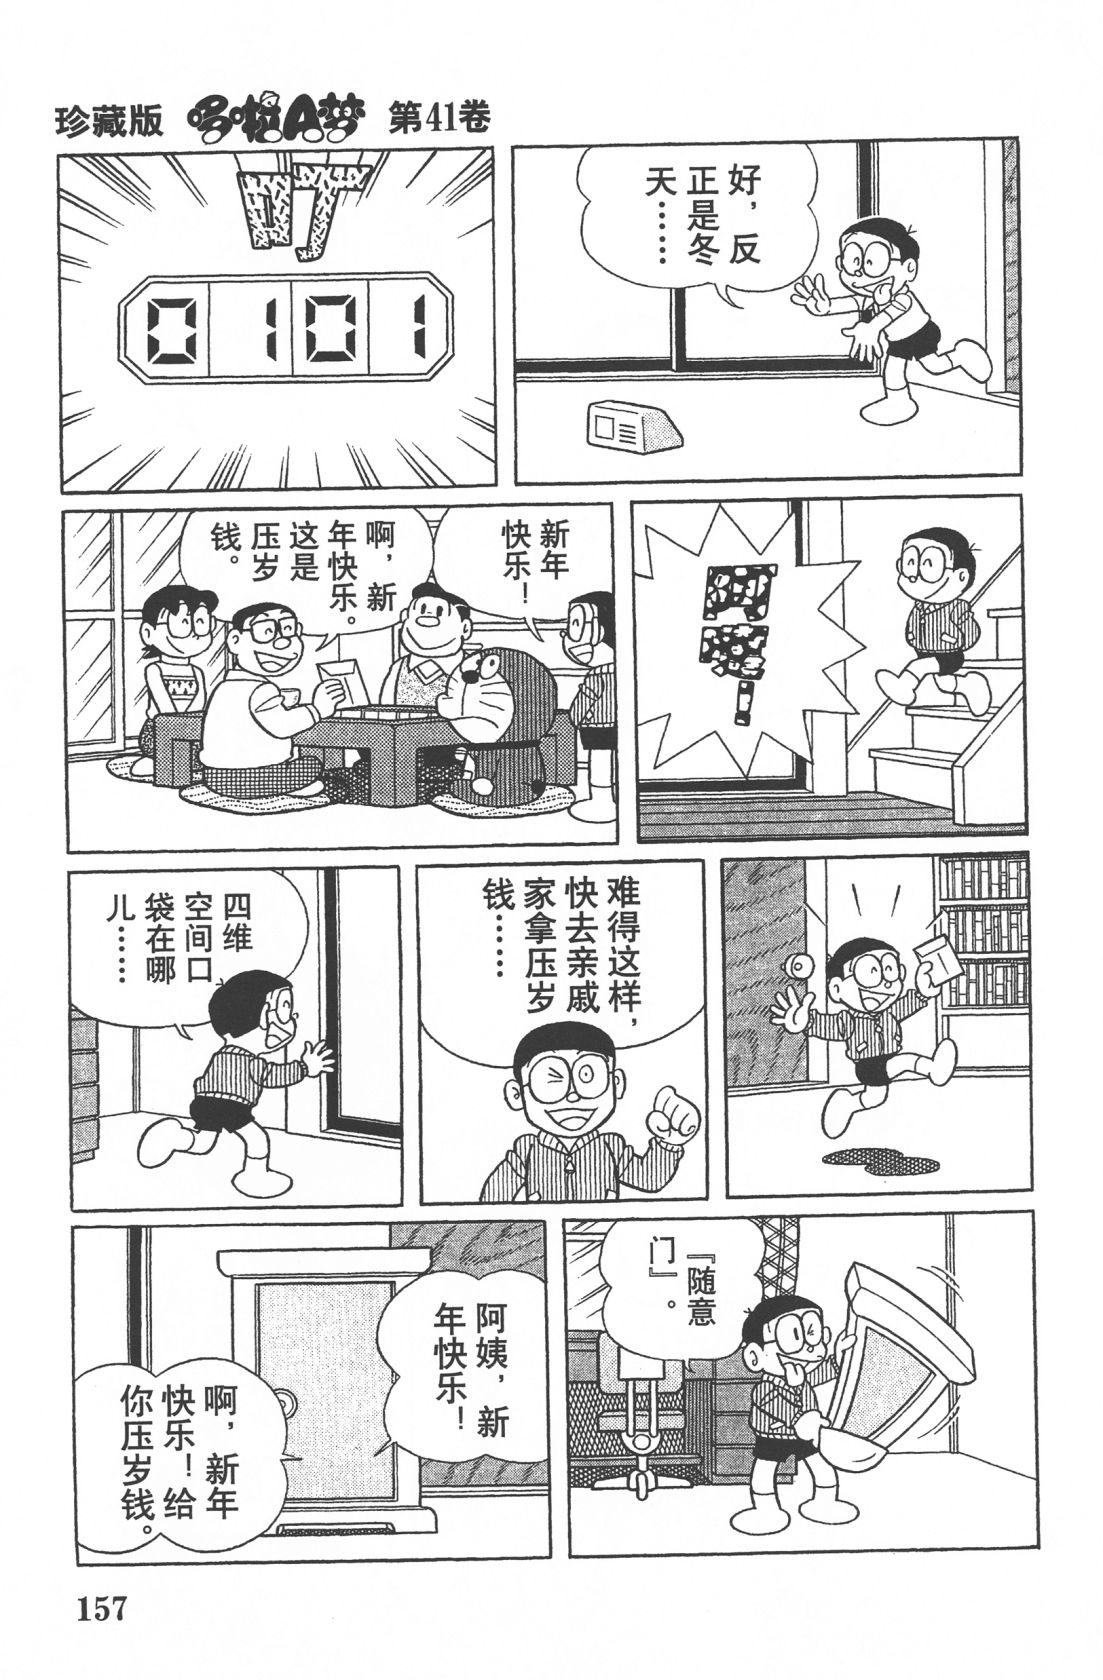 珍藏版 哆啦A梦 第41卷
好，反
正是冬
天……
叮
0101
阿
嚏！
新年
快乐！
啊，新
年快乐。
这是
压岁
钱。
难得这样，
快去亲戚
家拿压岁
钱……
四维
空间口
袋在哪
儿……
『随意
门』。
阿姨，新
年快乐！
啊，新年
快乐！给
你压岁钱。
157